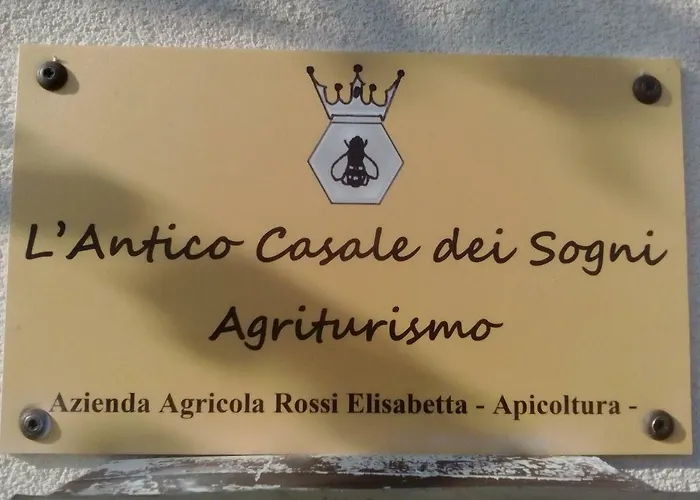 L'Antico Casale dei Sogni
Agriturismo
Azienda Agricola Rossi Elisabetta - Apicoltura -